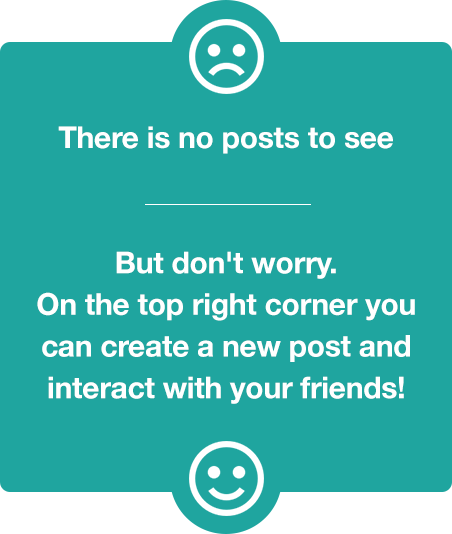 There is no posts to see
But don't worry.
On the top right corner you
can create a new post and
interact with your friends!